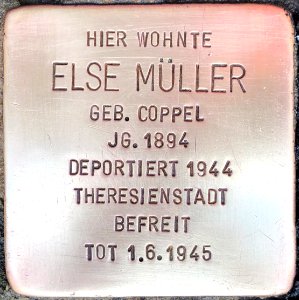 HIER WOHNTE
ELSE MÜLLER
GEB. COPPEL
JG. 1894
DEPORTIERT 1944
THERESIENSTADT
BEFREIT
TOT 1.6.1945